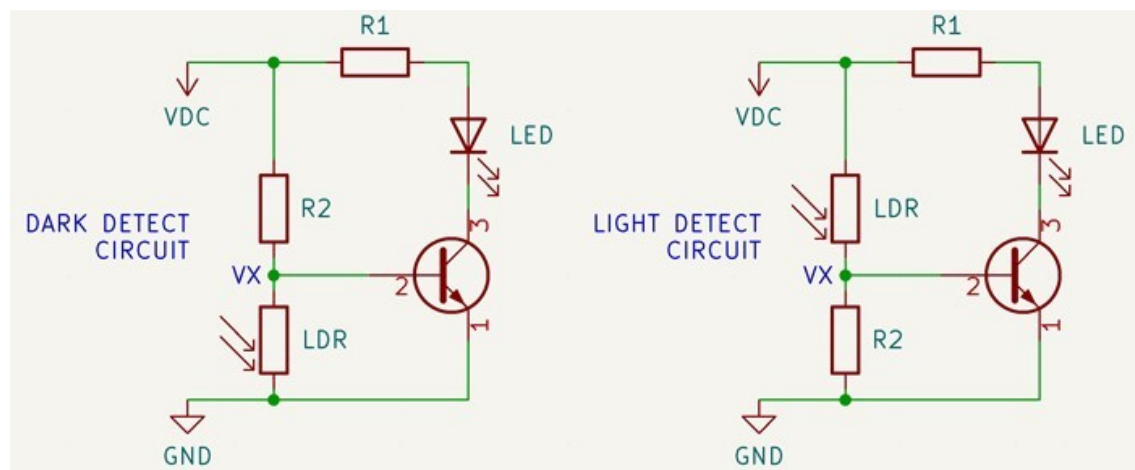 R1
VDC
LED
R2
DARK DETECT
CIRCUIT
3
VX
2
1
LDR
GND
R1
VDC
LED
LDR
LIGHT DETECT
CIRCUIT
3
VX
2
1
R2
GND